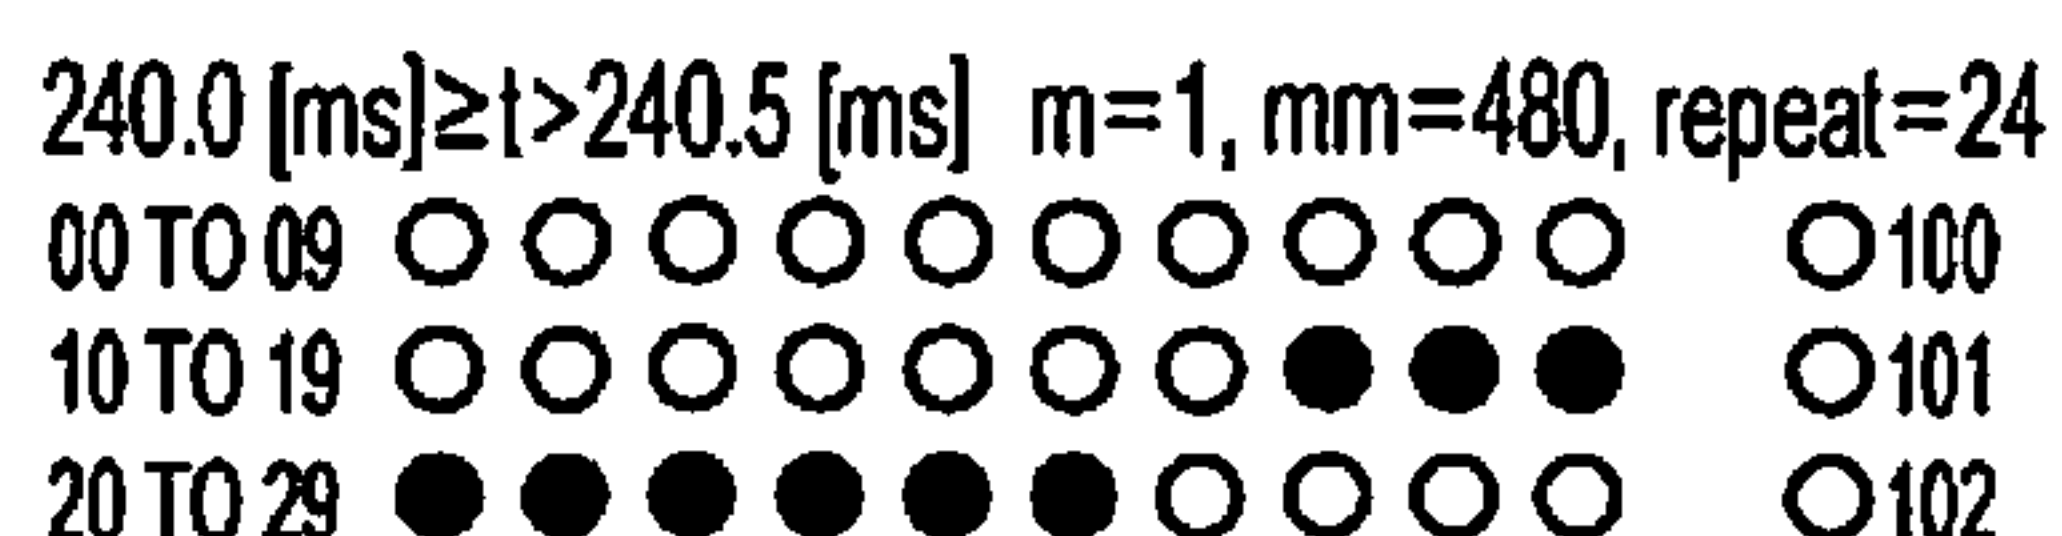 240.0 [ms]≥t>240.5 [ms] m=1, mm=480, repeat=24
00 TO 09 ○ ○ ○ ○ ○ ○ ○ ○ ○ ○ ○ 100
10 TO 19 ○ ○ ○ ○ ○ ○ ○ ● ● ● ○ 101
20 TO 29 ● ● ● ● ● ● ○ ○ ○ ○ ○ 102